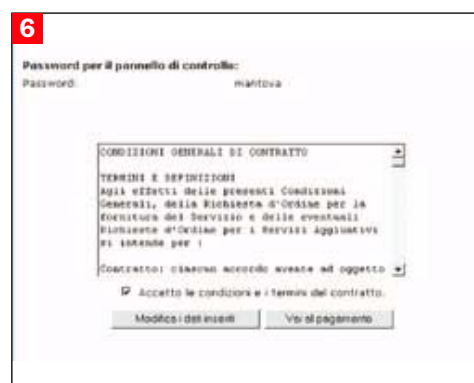 6
Password per il pannello di controllo:
Password: mantova
CONDIZIONI GENERALI DI CONTRATTO
TERMINI E DEFINIZIONI
Agli effetti delle presenti Condizioni
Generali, della Richiesta d'Ordine per la
fornitura del Servizio e delle eventuali
Richieste d'Ordine per i Servizi Aggiuntivi
si intende per :
Contratto: ciascun accordo avente ad oggetto
Accetto le condizioni e i termini del contratto.
Modifica i dati inseriti Vai al pagamento